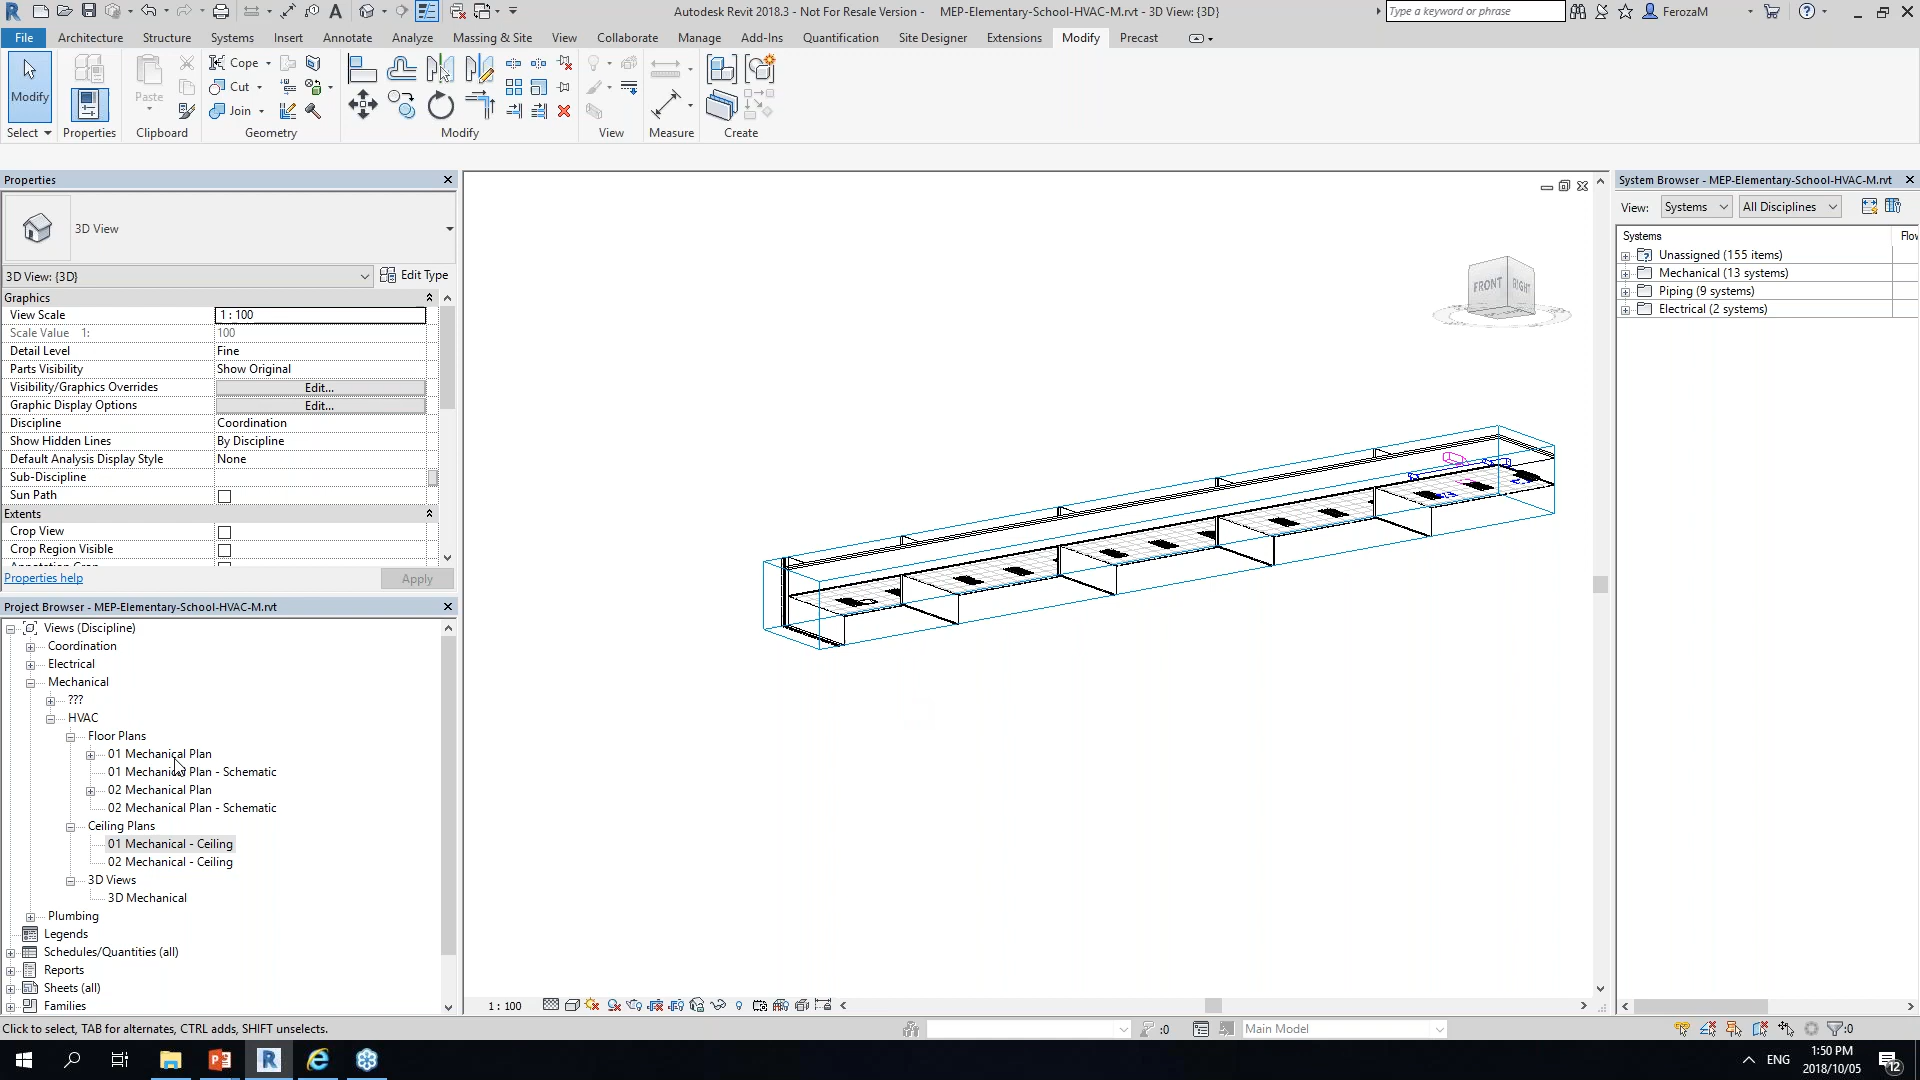 Autodesk Revit 2018.3 - Not For Resale Version - MEP-Elementary-School-HVAC-M.rvt - 3D View: {3D}
Type a keyword or phrase
FerozaM
File Architecture Structure Systems Insert Annotate Analyze Massing & Site View Collaborate Manage Add-Ins Quantification Site Designer Extensions Modify Precast
Modify
Paste
Cope
Cut
Join
Select Properties Clipboard Geometry Modify View Measure Create
Properties
3D View
3D View: {3D}
Edit Type
Graphics
View Scale 1 : 100
Scale Value 1: 100
Detail Level Fine
Parts Visibility Show Original
Visibility/Graphics Overrides Edit...
Graphic Display Options Edit...
Discipline Coordination
Show Hidden Lines By Discipline
Default Analysis Display Style None
Sub-Discipline
Sun Path
Extents
Crop View
Crop Region Visible
Properties help
Apply
Project Browser - MEP-Elementary-School-HVAC-M.rvt
Views (Discipline)
Coordination
Electrical
Mechanical
???
HVAC
Floor Plans
01 Mechanical Plan
01 Mechanical Plan - Schematic
02 Mechanical Plan
02 Mechanical Plan - Schematic
Ceiling Plans
01 Mechanical - Ceiling
02 Mechanical - Ceiling
3D Views
3D Mechanical
Plumbing
Legends
Schedules/Quantities (all)
Reports
Sheets (all)
Families
FRONT
RIGHT
System Browser - MEP-Elementary-School-HVAC-M.rvt
View: Systems All Disciplines
Systems
Unassigned (155 items)
Mechanical (13 systems)
Piping (9 systems)
Electrical (2 systems)
1 : 100
Click to select, TAB for alternates, CTRL adds, SHIFT unselects.
:0
Main Model
:0
ENG
1:50 PM
2018/10/05
12